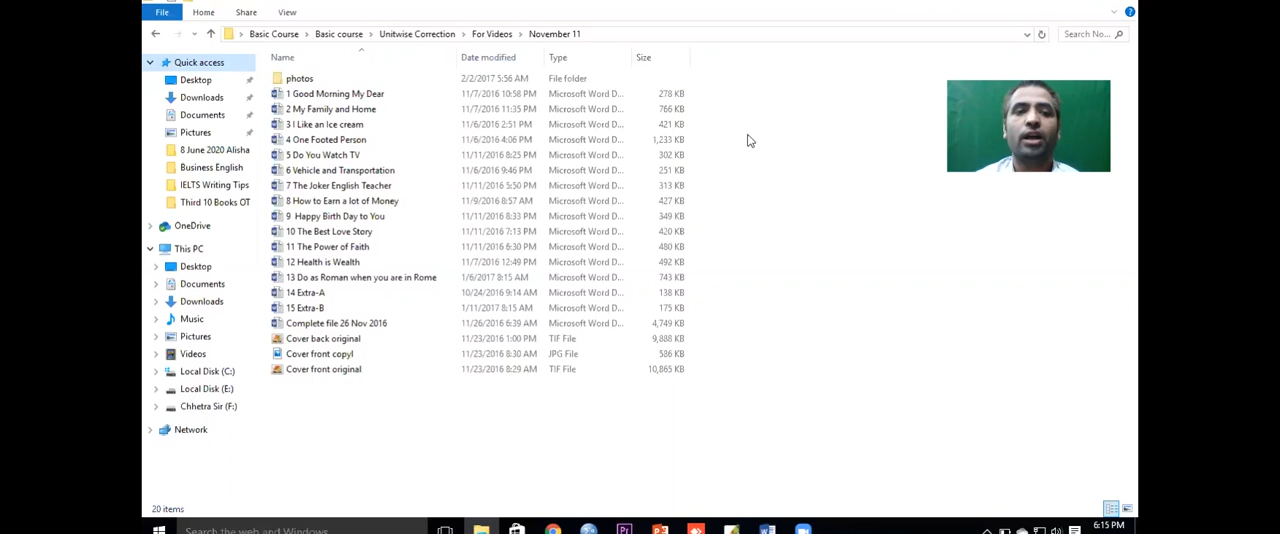 File Home Share View
Basic Course > Basic course > Unitwise Correction > For Videos > November 11 Search No...
Name Date modified Type Size
Quick access
Desktop
Downloads
Documents
Pictures
8 June 2020 Alisha
Business English
IELTS Writing Tips
Third 10 Books OT
OneDrive
This PC
Desktop
Documents
Downloads
Music
Pictures
Videos
Local Disk (C:)
Local Disk (E:)
Chhetra Sir (F:)
Network
photos 2/2/2017 5:56 AM File folder
1 Good Morning My Dear 11/7/2016 10:58 PM Microsoft Word D... 278 KB
2 My Family and Home 11/7/2016 11:35 PM Microsoft Word D... 766 KB
3 I Like an Ice cream 11/6/2016 2:51 PM Microsoft Word D... 421 KB
4 One Footed Person 11/6/2016 4:06 PM Microsoft Word D... 1,233 KB
5 Do You Watch TV 11/11/2016 8:25 PM Microsoft Word D... 302 KB
6 Vehicle and Transportation 11/6/2016 9:46 PM Microsoft Word D... 251 KB
7 The Joker English Teacher 11/11/2016 5:50 PM Microsoft Word D... 313 KB
8 How to Earn a lot of Money 11/9/2016 8:57 AM Microsoft Word D... 427 KB
9 Happy Birth Day to You 11/11/2016 8:33 PM Microsoft Word D... 349 KB
10 The Best Love Story 11/11/2016 7:13 PM Microsoft Word D... 420 KB
11 The Power of Faith 11/11/2016 6:30 PM Microsoft Word D... 480 KB
12 Health is Wealth 11/7/2016 12:49 PM Microsoft Word D... 492 KB
13 Do as Roman when you are in Rome 1/6/2017 8:15 AM Microsoft Word D... 743 KB
14 Extra-A 10/24/2016 9:14 AM Microsoft Word D... 138 KB
15 Extra-B 1/11/2017 8:15 AM Microsoft Word D... 175 KB
Complete file 26 Nov 2016 11/26/2016 6:39 AM Microsoft Word D... 4,749 KB
Cover back original 11/23/2016 1:00 PM TIF File 9,888 KB
Cover front copyl 11/23/2016 8:30 AM JPG File 586 KB
Cover front original 11/23/2016 8:29 AM TIF File 10,865 KB
20 items
Search the web and Windows 6:15 PM